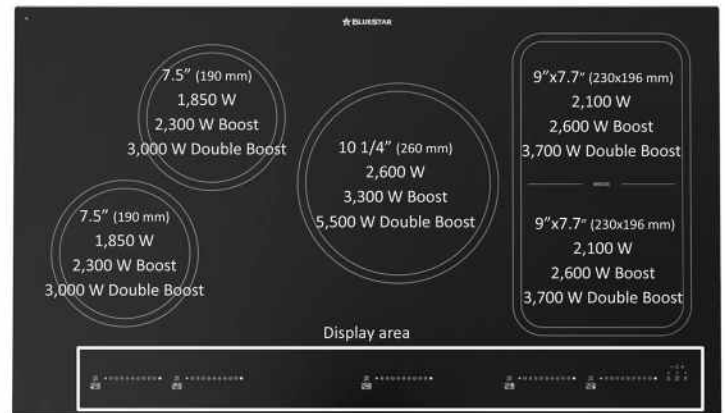 BLUESTAR
7.5” (190 mm)
1,850 W
2,300 W Boost
3,000 W Double Boost
7.5” (190 mm)
1,850 W
2,300 W Boost
3,000 W Double Boost
10 1/4” (260 mm)
2,600 W
3,300 W Boost
5,500 W Double Boost
9”x7.7” (230x196 mm)
2,100 W
2,600 W Boost
3,700 W Double Boost
9”x7.7” (230x196 mm)
2,100 W
2,600 W Boost
3,700 W Double Boost
Display area